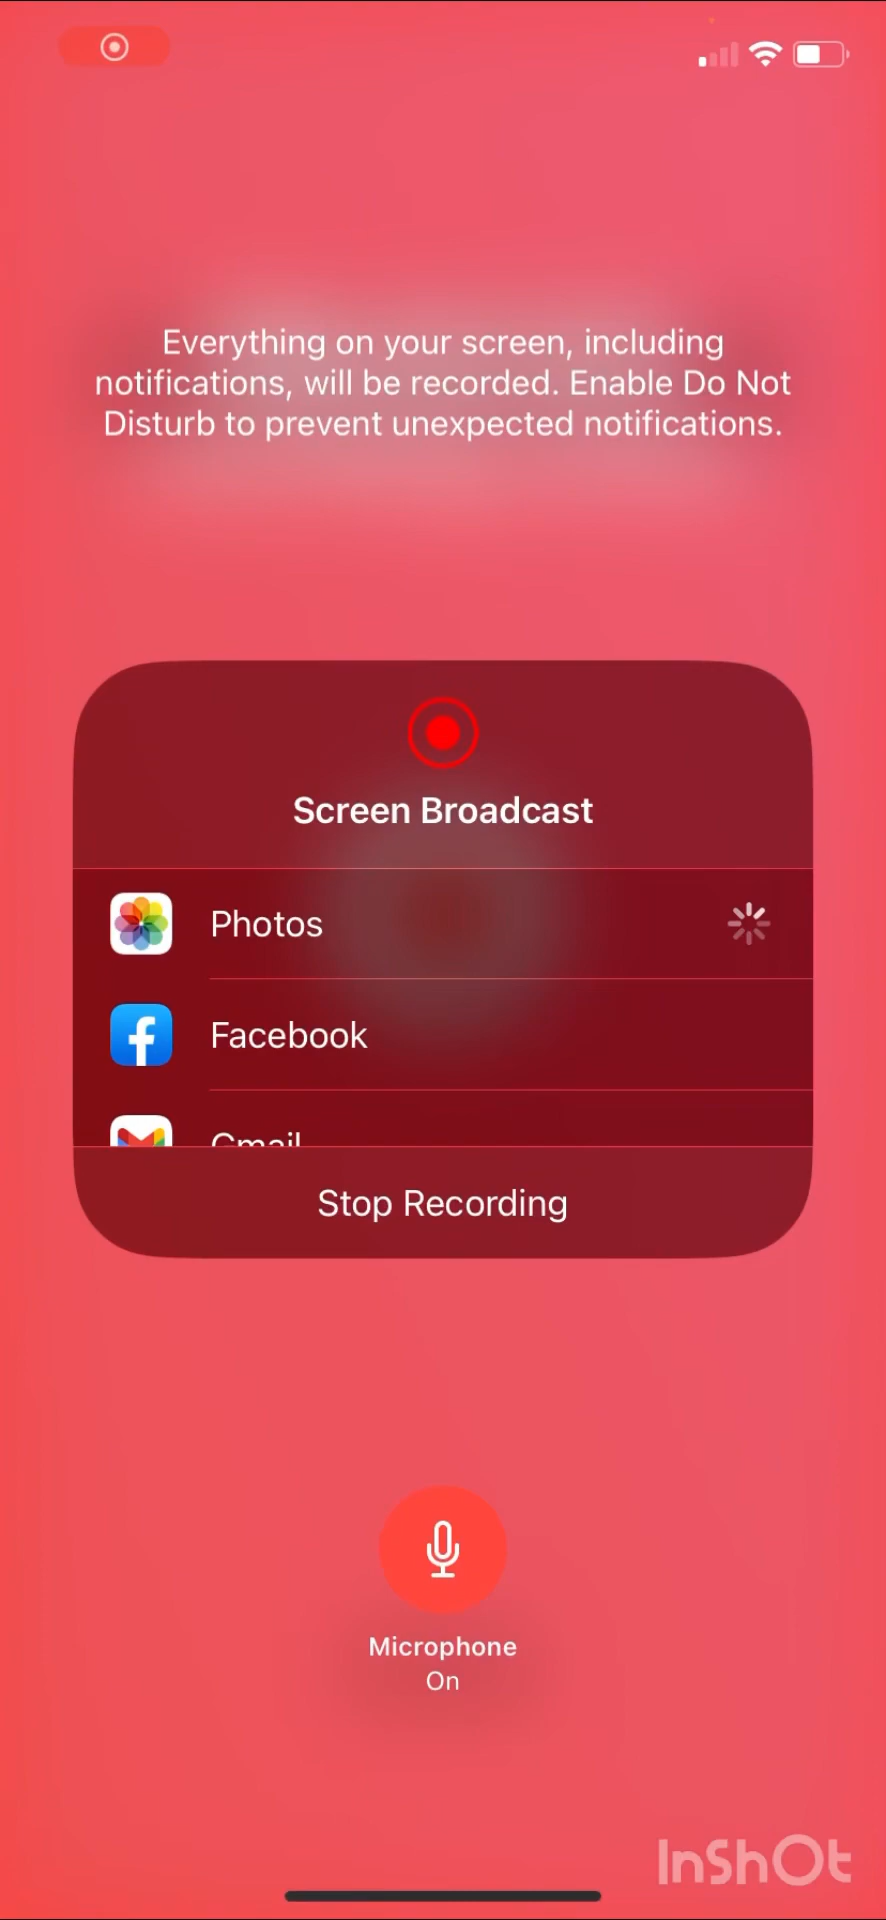 Everything on your screen, including
notifications, will be recorded. Enable Do Not
Disturb to prevent unexpected notifications.
Screen Broadcast
Photos
Facebook
Gmail
Stop Recording
Microphone
On
InShOt